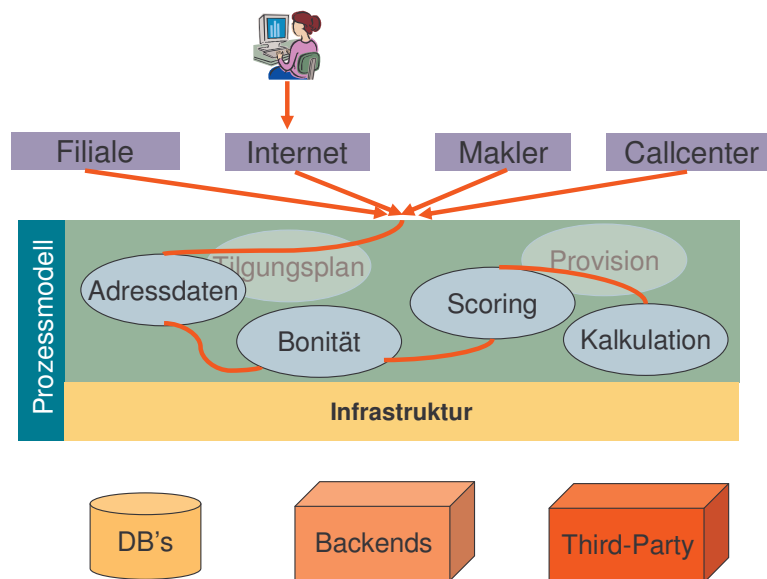 Filiale
Internet
Makler
Callcenter
Prozessmodell
Tilgungsplan
Provision
Adressdaten
Scoring
Bonität
Kalkulation
Infrastruktur
DB's
Backends
Third-Party